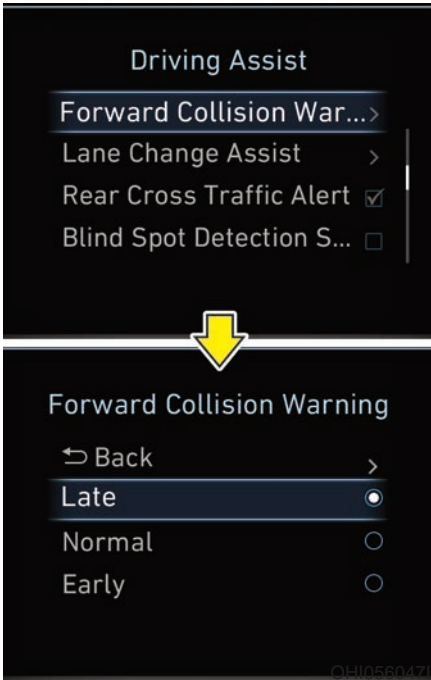 Driving Assist
Forward Collision War...>
Lane Change Assist >
Rear Cross Traffic Alert
Blind Spot Detection S...
Forward Collision Warning
Back >
Late
Normal
Early
OHI056047L